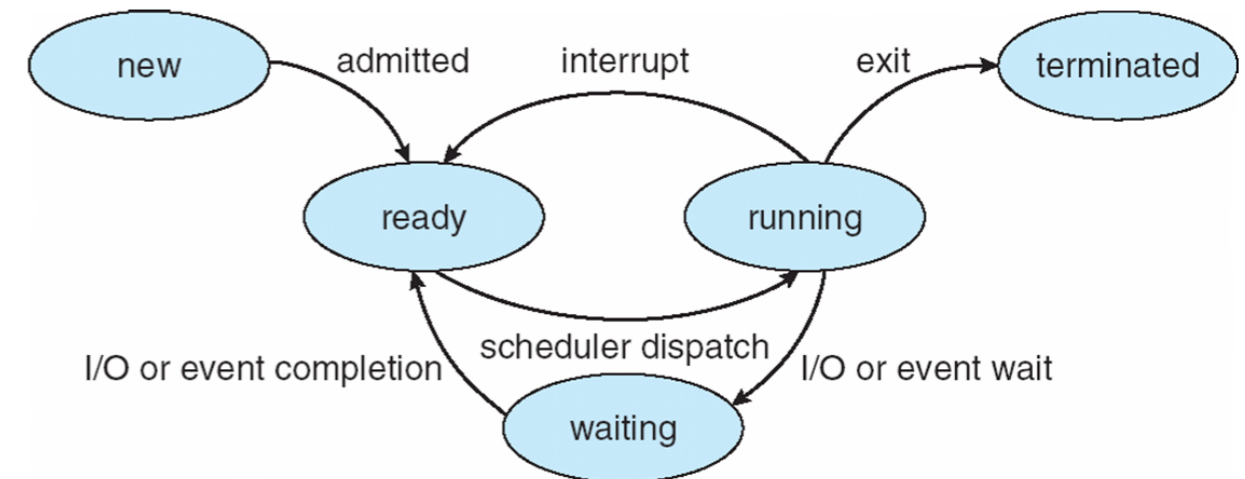 new
admitted
interrupt
exit
terminated
ready
running
scheduler dispatch
I/O or event completion
I/O or event wait
waiting